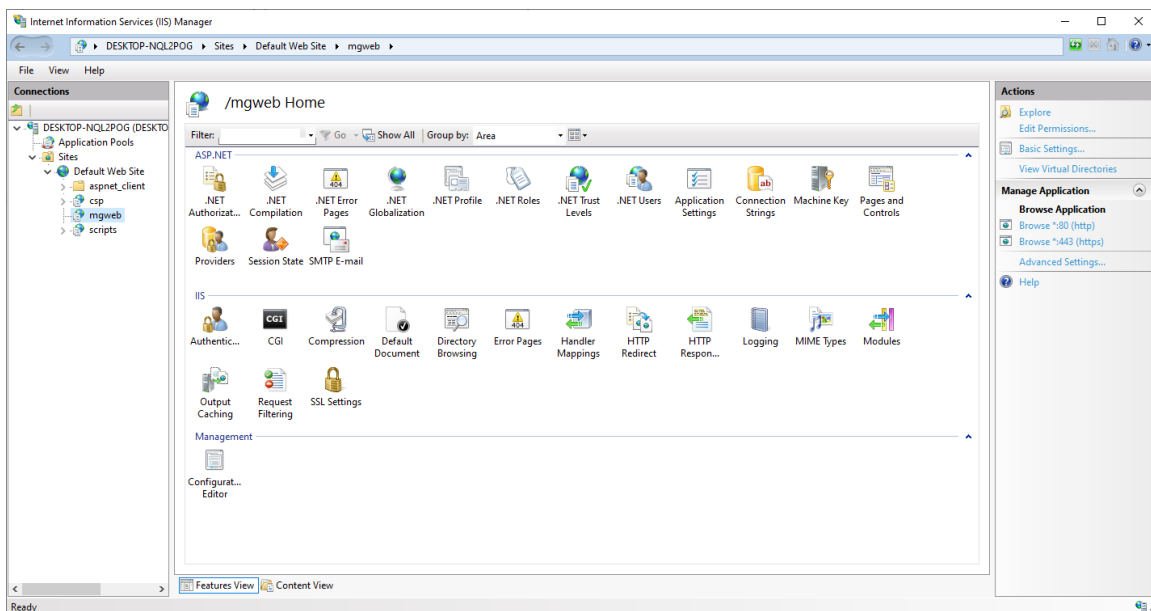 Internet Information Services (IIS) Manager
DESKTOP-NQL2POG
Sites
Default Web Site
mgweb
File View Help
Connections
DESKTOP-NQL2POG (DESKTO
Application Pools
Sites
Default Web Site
aspnet_client
csp
mgweb
scripts
/mgweb Home
Filter: Go Show All Group by: Area
ASP.NET
.NET Authorizat...
.NET Compilation
.NET Error Pages
.NET Globalization
.NET Profile
.NET Roles
.NET Trust Levels
.NET Users
Application Settings
Connection Strings
Machine Key
Pages and Controls
Providers
Session State
SMTP E-mail
IIS
Authentic...
CGI
CGI
Compression
Default Document
Directory Browsing
Error Pages
Handler Mappings
HTTP Redirect
HTTP Respon...
Logging
MIME Types
Modules
Output Caching
Request Filtering
SSL Settings
Management
Configurat... Editor
Features View
Content View
Actions
Explore
Edit Permissions...
Basic Settings...
View Virtual Directories
Manage Application
Browse Application
Browse *:80 (http)
Browse *:443 (https)
Advanced Settings...
Help
Ready